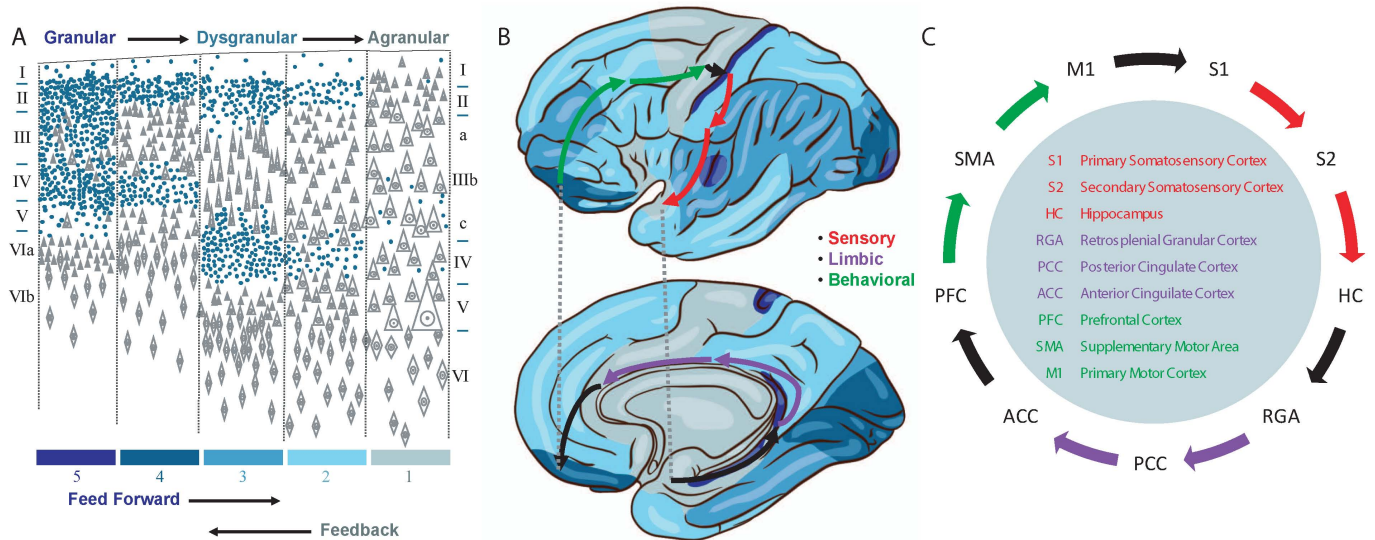 A
Granular
Dysgranular
Agranular
I
II
III
IV
V
VIa
VIb
I
II
a
IIIb
c
IV
V
VI
5
4
3
2
1
Feed Forward
Feedback
B
• Sensory
• Limbic
• Behavioral
C
M1
S1
SMA
S2
PFC
HC
ACC
RGA
PCC
S1 Primary Somatosensory Cortex
S2 Secondary Somatosensory Cortex
HC Hippocampus
RGA Retrosplenial Granular Cortex
PCC Posterior Cingulate Cortex
ACC Anterior Cinguilate Cortex
PFC Prefrontal Cortex
SMA Supplementary Motor Area
M1 Primary Motor Cortex